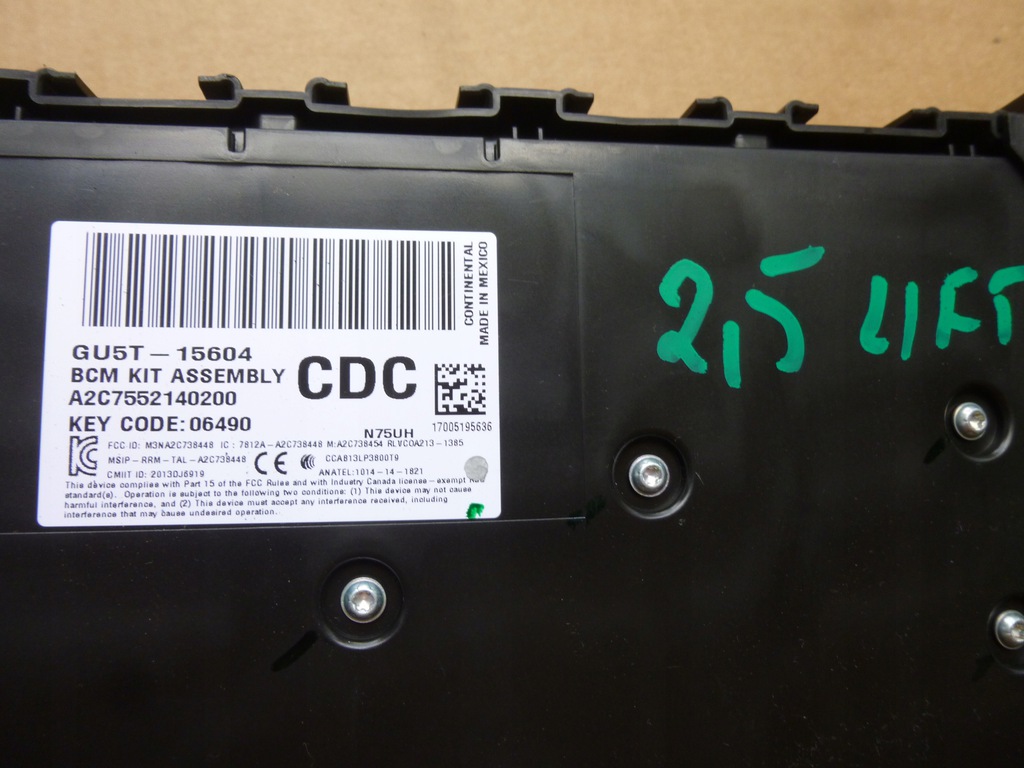 CONTINENTAL
MADE IN MEXICO
GU5T-15604
BCM KIT ASSEMBLY
CDC
A2C7552140200
KEY CODE: 06490
N75UH
17005195636
FCC ID: M3NA2C738448 IC: 7812A-A2C738448 M:A2C738454 RLVCOA213-1385
MSIP-RRM-TAL-A2C738448
CCAB13LP3800T9
CMIIT ID: 2013DJ6919
ANATEL:1014-14-1821
This device complies with Part 15 of the FCC Rules and with Industry Canada license-exempt RSS
standard(s). Operation is subject to the following two conditions: (1) This device may not cause
harmful interference, and (2) This device must accept any interference received, including
interference that may cause undesired operation.
2,5